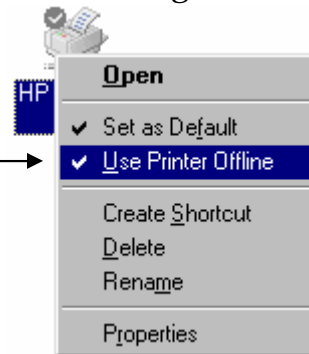 HP
Open
Set as Default
Use Printer Offline
Create Shortcut
Delete
Rename
Properties